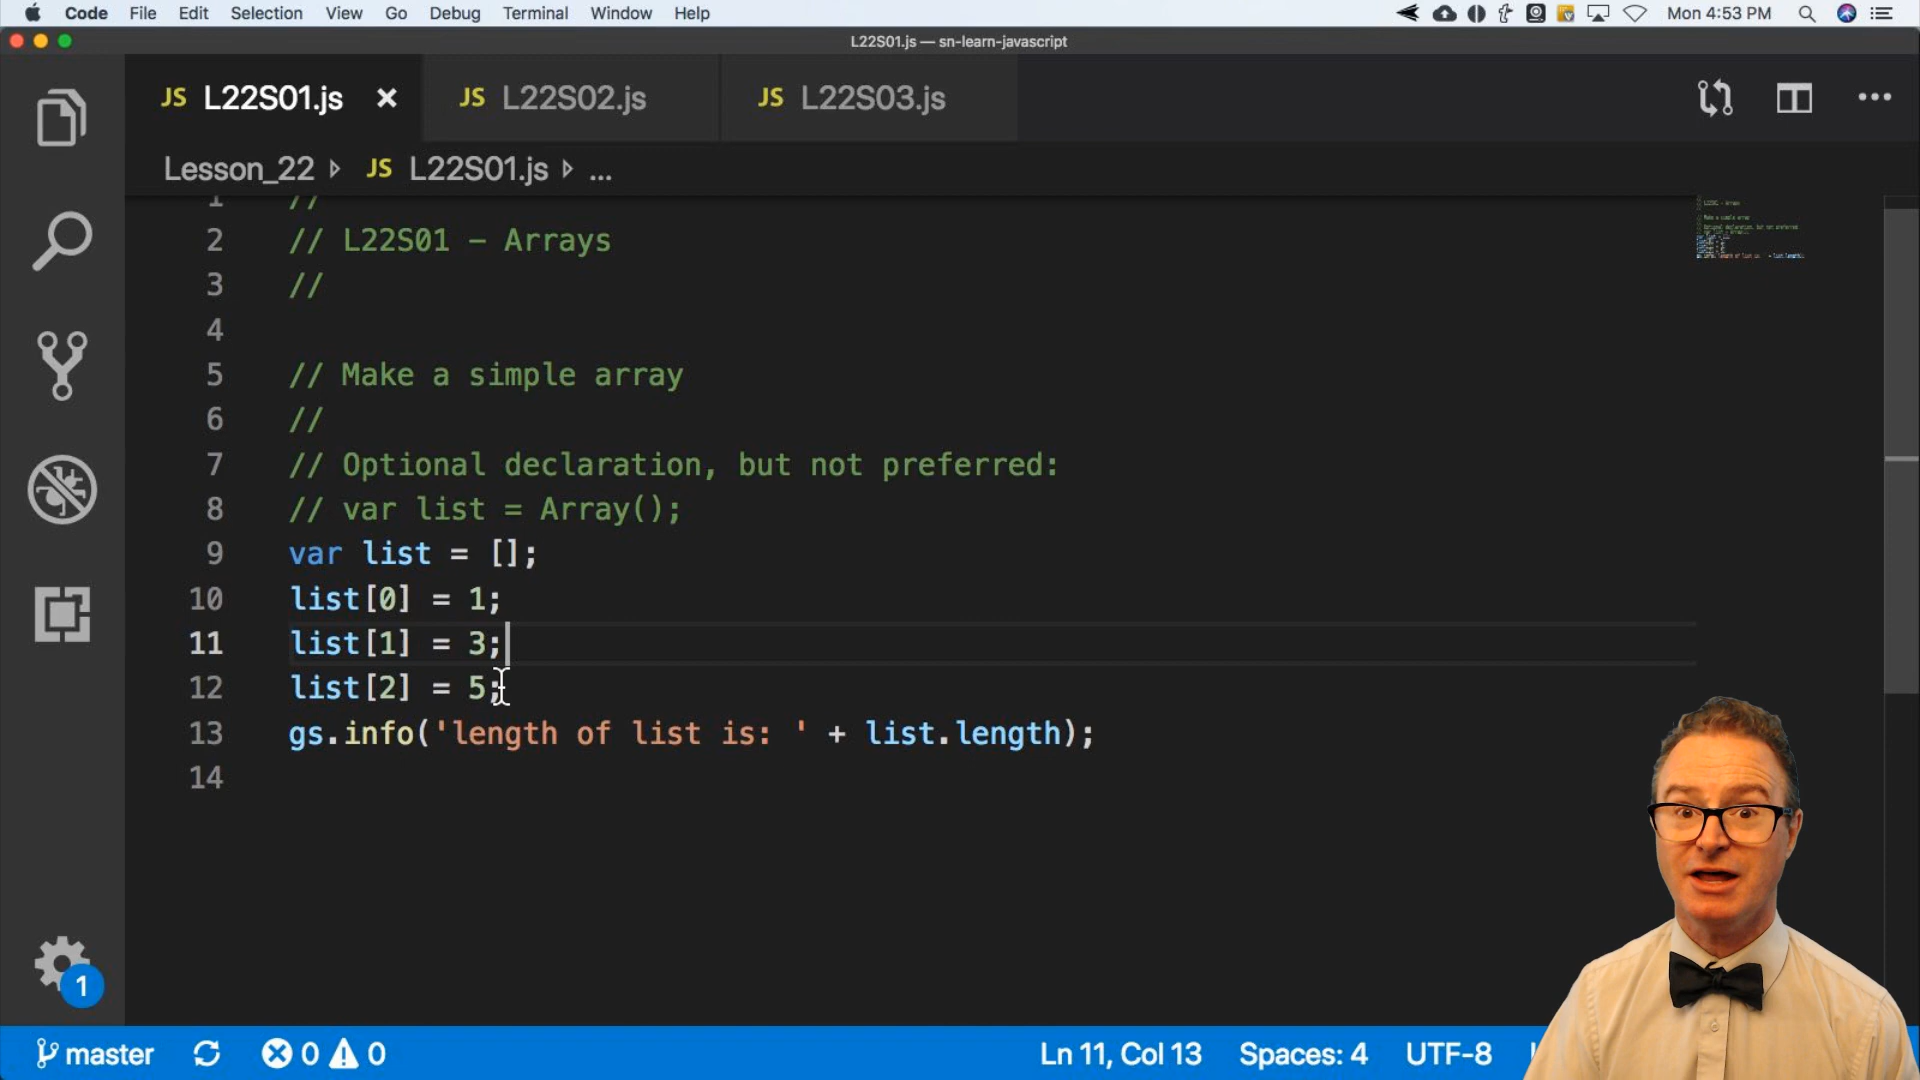 Code File Edit Selection View Go Debug Terminal Window Help Mon 4:53 PM
L22S01.js — sn-learn-javascript
JS L22S01.js JS L22S02.js JS L22S03.js
Lesson_22 JS L22S01.js ...
1 //
2 // L22S01 – Arrays
3 //
4
5 // Make a simple array
6 //
7 // Optional declaration, but not preferred:
8 // var list = Array();
9 var list = [];
10 list[0] = 1;
11 list[1] = 3;
12 list[2] = 5;
13 gs.info('length of list is: ' + list.length);
14
1
master 0 0 Ln 11, Col 13 Spaces: 4 UTF-8